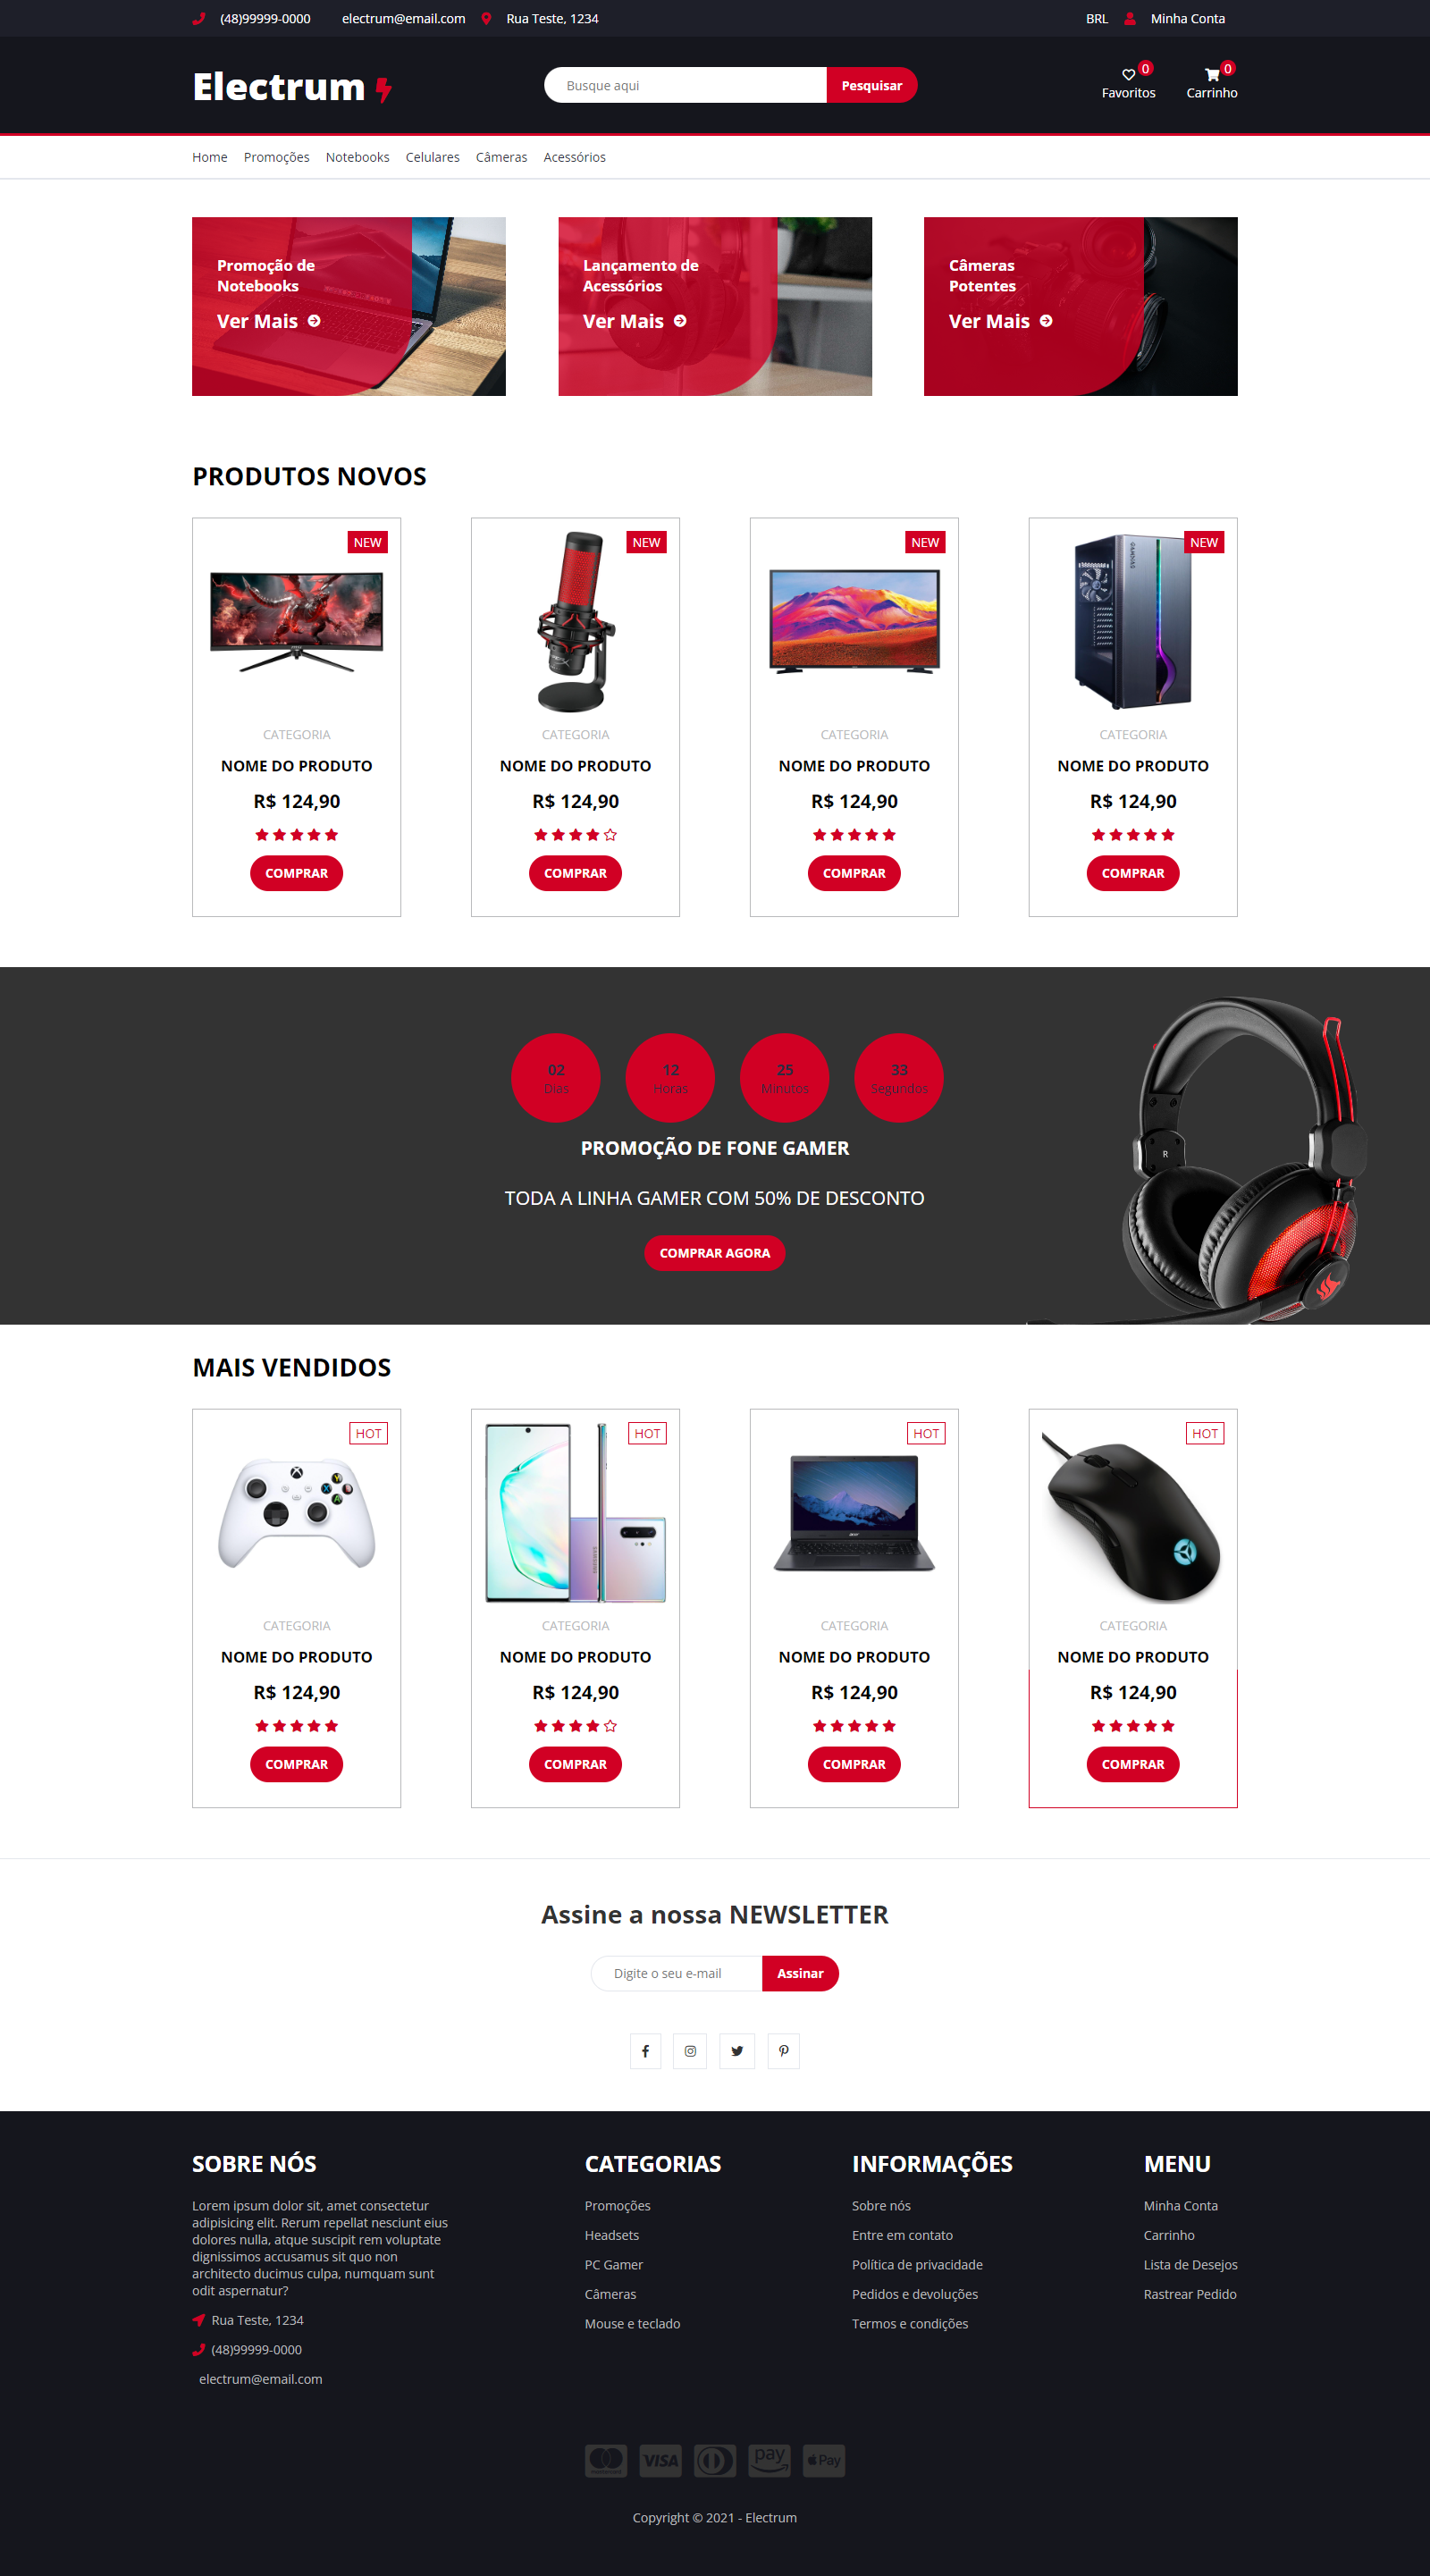 (48)99999-0000 electrum@email.com Rua Teste, 1234 BRL Minha Conta
Electrum
Busque aqui Pesquisar
0 Favoritos
0 Carrinho
Home Promoções Notebooks Celulares Câmeras Acessórios
Promoção de
Notebooks
Ver Mais
Lançamento de
Acessórios
Ver Mais
Câmeras
Potentes
Ver Mais
PRODUTOS NOVOS
NEW NEW NEW NEW
CATEGORIA CATEGORIA CATEGORIA CATEGORIA
NOME DO PRODUTO NOME DO PRODUTO NOME DO PRODUTO NOME DO PRODUTO
R$ 124,90 R$ 124,90 R$ 124,90 R$ 124,90
COMPRAR COMPRAR COMPRAR COMPRAR
02 12 25 33
Dias Horas Minutos Segundos
R
PROMOÇÃO DE FONE GAMER
TODA A LINHA GAMER COM 50% DE DESCONTO
COMPRAR AGORA
MAIS VENDIDOS
HOT HOT HOT HOT
SAMSUNG
acer
CATEGORIA CATEGORIA CATEGORIA CATEGORIA
NOME DO PRODUTO NOME DO PRODUTO NOME DO PRODUTO NOME DO PRODUTO
R$ 124,90 R$ 124,90 R$ 124,90 R$ 124,90
COMPRAR COMPRAR COMPRAR COMPRAR
Assine a nossa NEWSLETTER
Digite o seu e-mail Assinar
SOBRE NÓS
Lorem ipsum dolor sit, amet consectetur
adipisicing elit. Rerum repellat nesciunt eius
dolores nulla, atque suscipit rem voluptate
dignissimos accusamus sit quo non
architecto ducimus culpa, numquam sunt
odit aspernatur?
Rua Teste, 1234
(48)99999-0000
electrum@email.com
CATEGORIAS
Promoções
Headsets
PC Gamer
Câmeras
Mouse e teclado
INFORMAÇÕES
Sobre nós
Entre em contato
Política de privacidade
Pedidos e devoluções
Termos e condições
MENU
Minha Conta
Carrinho
Lista de Desejos
Rastrear Pedido
VISA pay Pay
Copyright © 2021 - Electrum